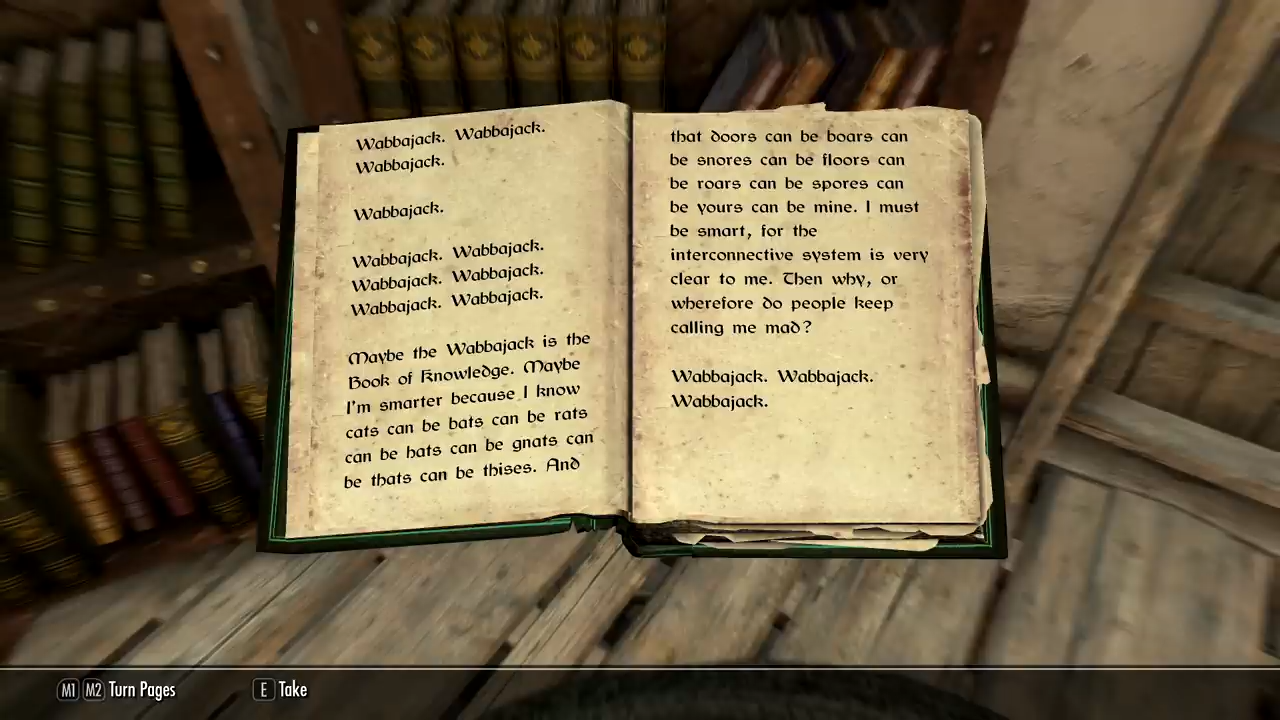 Wabbajack. Wabbajack.
Wabbajack.
Wabbajack.
Wabbajack. Wabbajack.
Wabbajack. Wabbajack.
Wabbajack. Wabbajack.
Maybe the Wabbajack is the
Book of Knowledge. Maybe
I'm smarter because I know
cats can be bats can be rats
can be hats can be gnats can
be thats can be thises. And
that doors can be boars can
be snores can be floors can
be roars can be spores can
be yours can be mine. I must
be smart, for the
interconnective system is very
clear to me. Then why, or
wherefore do people keep
calling me mad?
Wabbajack. Wabbajack.
Wabbajack.
M1 M2 Turn Pages E Take